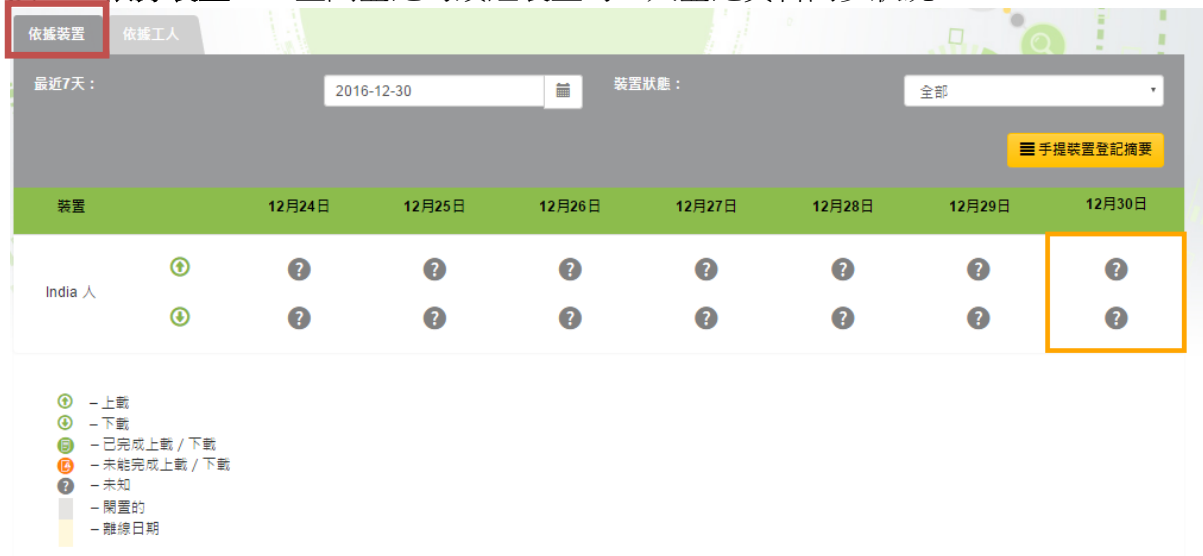 依據裝置 依據工人
最近7天： 2016-12-30 裝置狀態： 全部
手提裝置登記摘要
裝置 12月24日 12月25日 12月26日 12月27日 12月28日 12月29日 12月30日
India 人
– 上載
– 下載
– 已完成上載 / 下載
– 未能完成上載 / 下載
– 未知
– 閑置的
– 離線日期